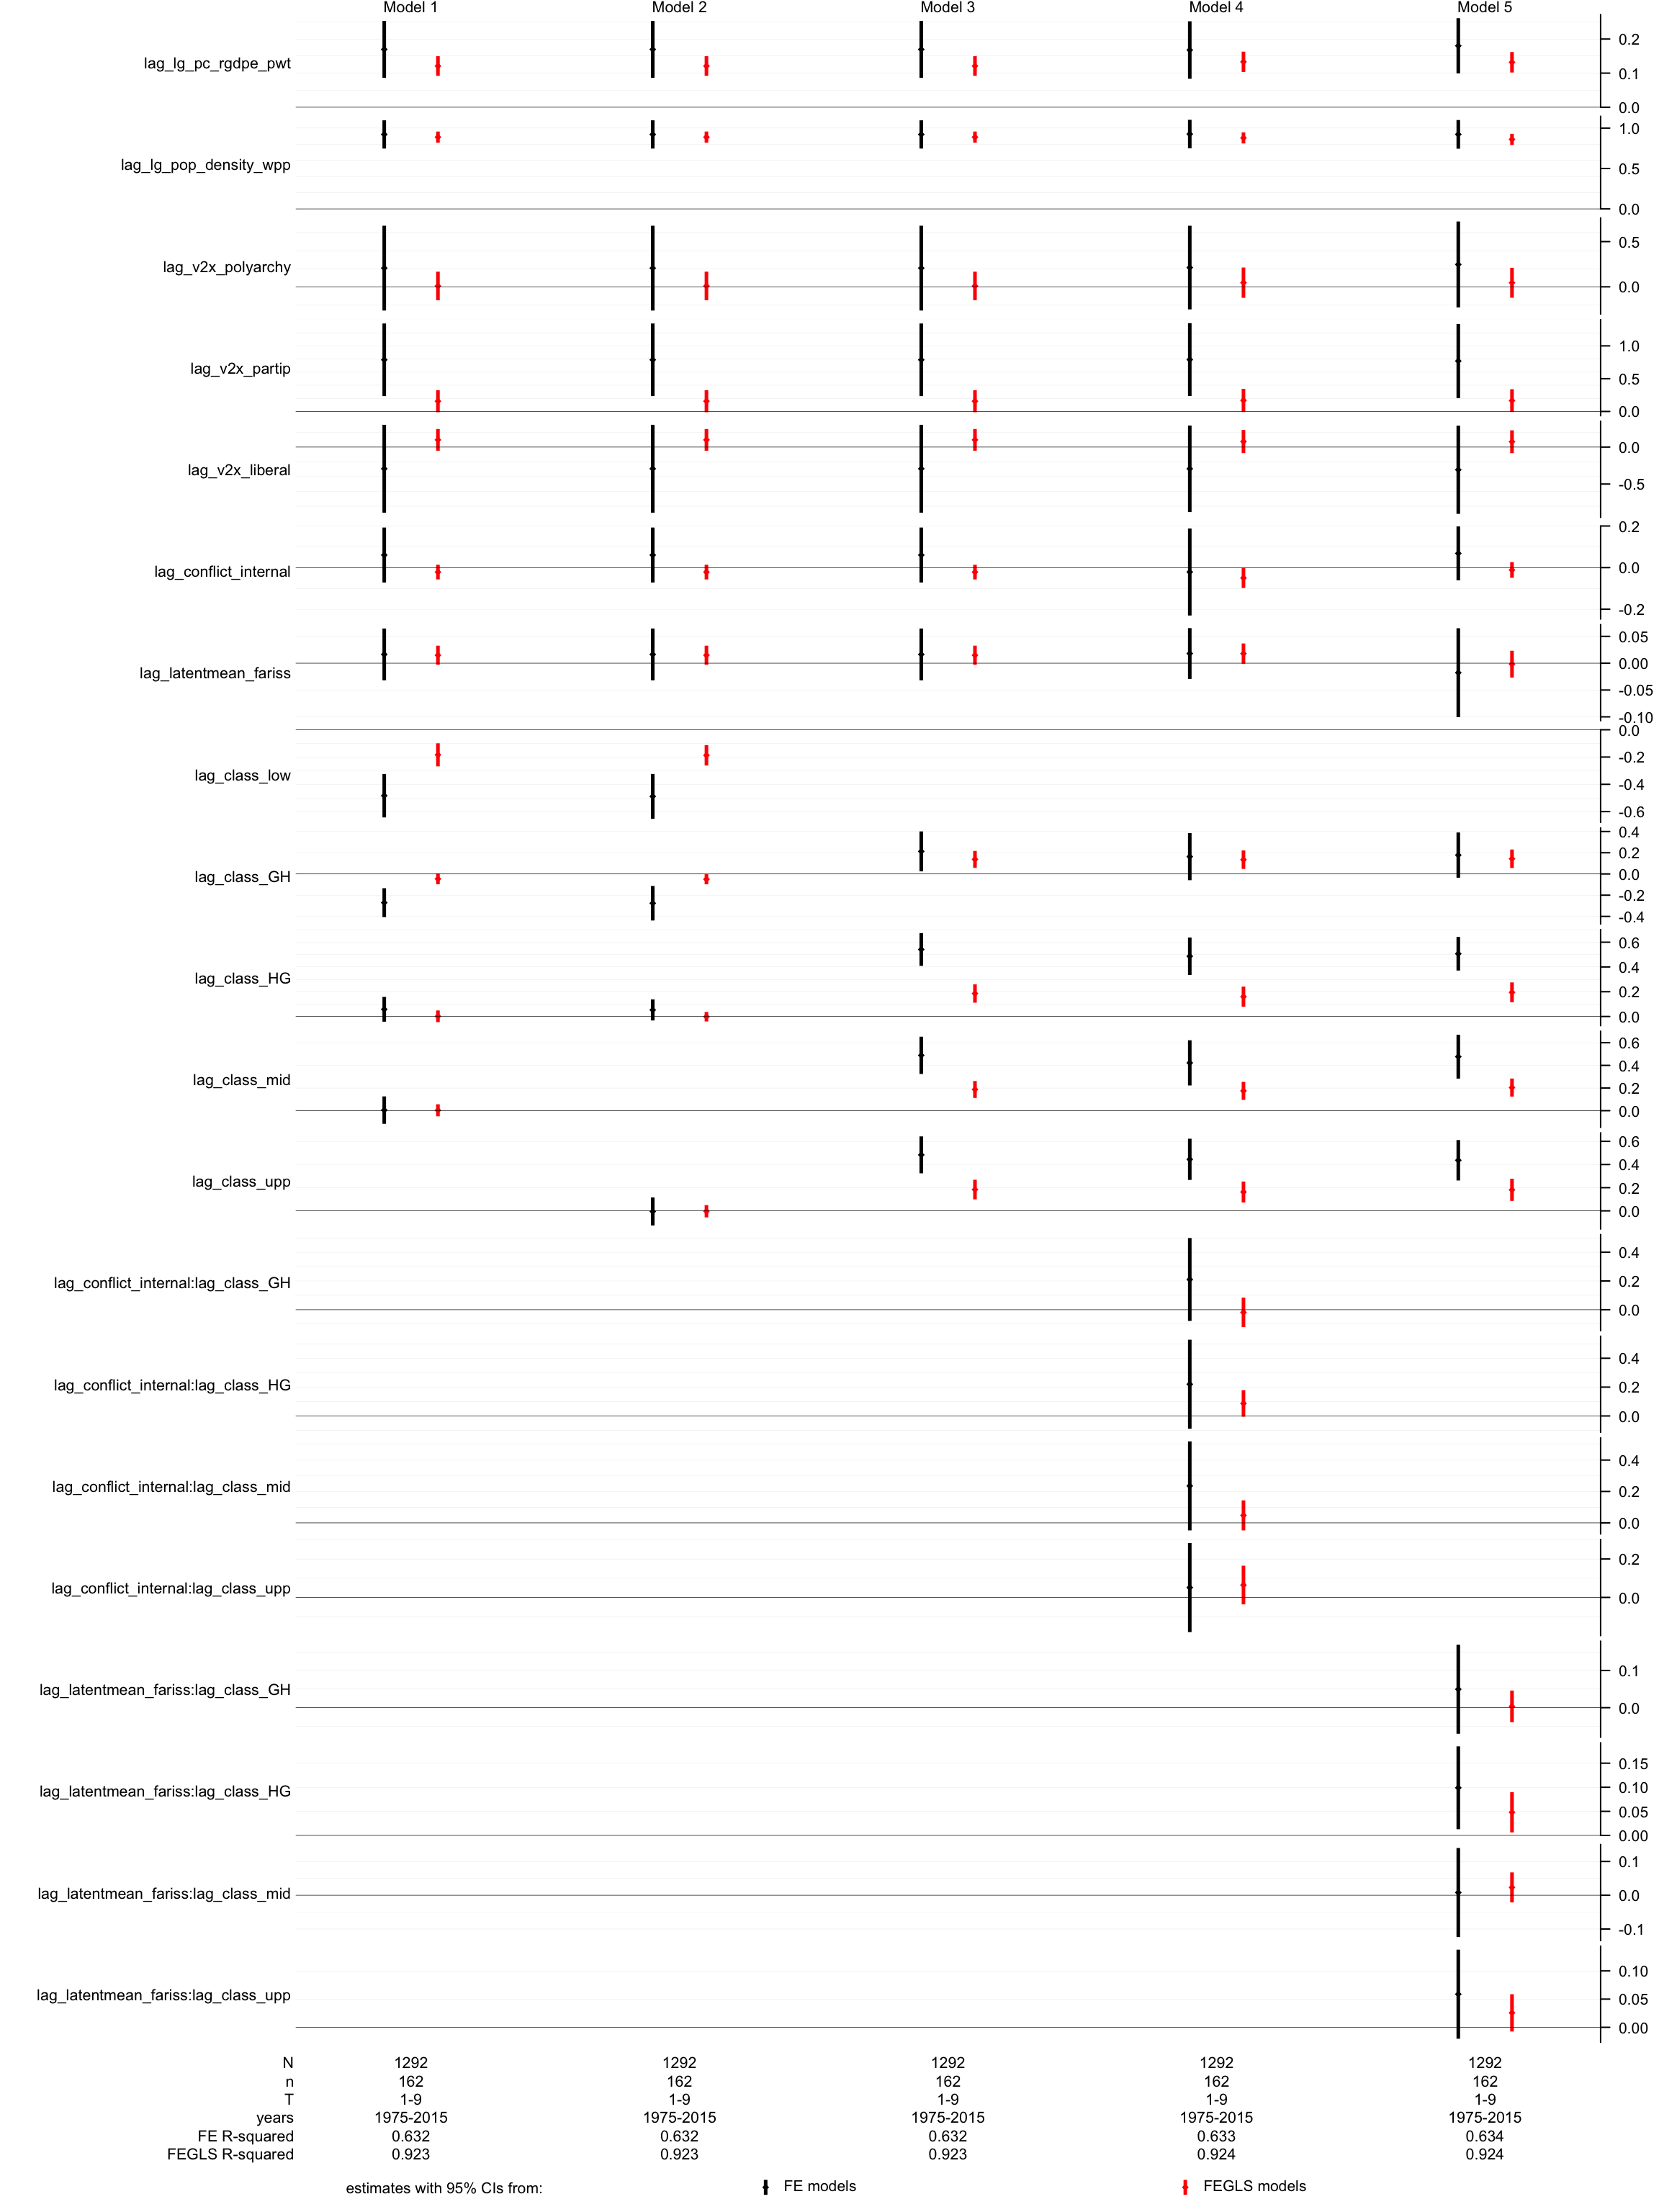 Model 1 Model 2 Model 3 Model 4 Model 5
lag_lg_pc_rgdpe_pwt
0.2
0.1
0.0
lag_lg_pop_density_wpp
1.0
0.5
0.0
lag_v2x_polyarchy
0.5
0.0
lag_v2x_partip
1.0
0.5
0.0
lag_v2x_liberal
0.0
-0.5
lag_conflict_internal
0.2
0.0
-0.2
lag_latentmean_fariss
0.05
0.00
-0.05
-0.10
lag_class_low
0.0
-0.2
-0.4
-0.6
lag_class_GH
0.4
0.2
0.0
-0.2
-0.4
lag_class_HG
0.6
0.4
0.2
0.0
lag_class_mid
0.6
0.4
0.2
0.0
lag_class_upp
0.6
0.4
0.2
0.0
lag_conflict_internal:lag_class_GH
0.4
0.2
0.0
lag_conflict_internal:lag_class_HG
0.4
0.2
0.0
lag_conflict_internal:lag_class_mid
0.4
0.2
0.0
lag_conflict_internal:lag_class_upp
0.2
0.0
lag_latentmean_fariss:lag_class_GH
0.1
0.0
lag_latentmean_fariss:lag_class_HG
0.15
0.10
0.05
0.00
lag_latentmean_fariss:lag_class_mid
0.1
0.0
-0.1
lag_latentmean_fariss:lag_class_upp
0.10
0.05
0.00
N 1292 1292 1292 1292 1292
n 162 162 162 162 162
T 1-9 1-9 1-9 1-9 1-9
years 1975-2015 1975-2015 1975-2015 1975-2015 1975-2015
FE R-squared 0.632 0.632 0.632 0.633 0.634
FEGLS R-squared 0.923 0.923 0.923 0.924 0.924
estimates with 95% CIs from: FE models FEGLS models